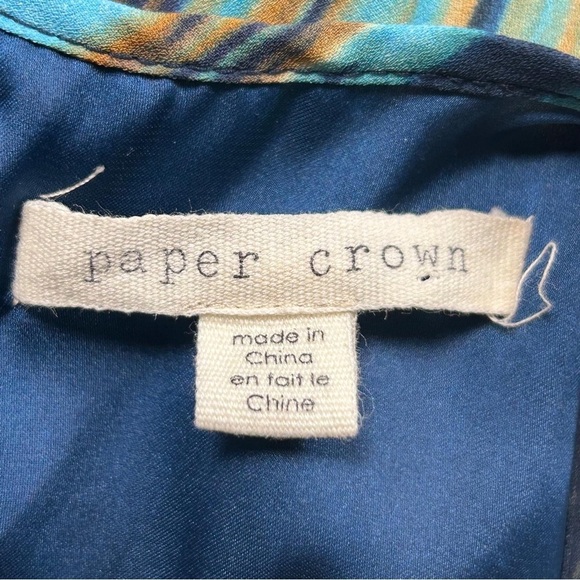 paper crown
made in
China
en fait le
Chine